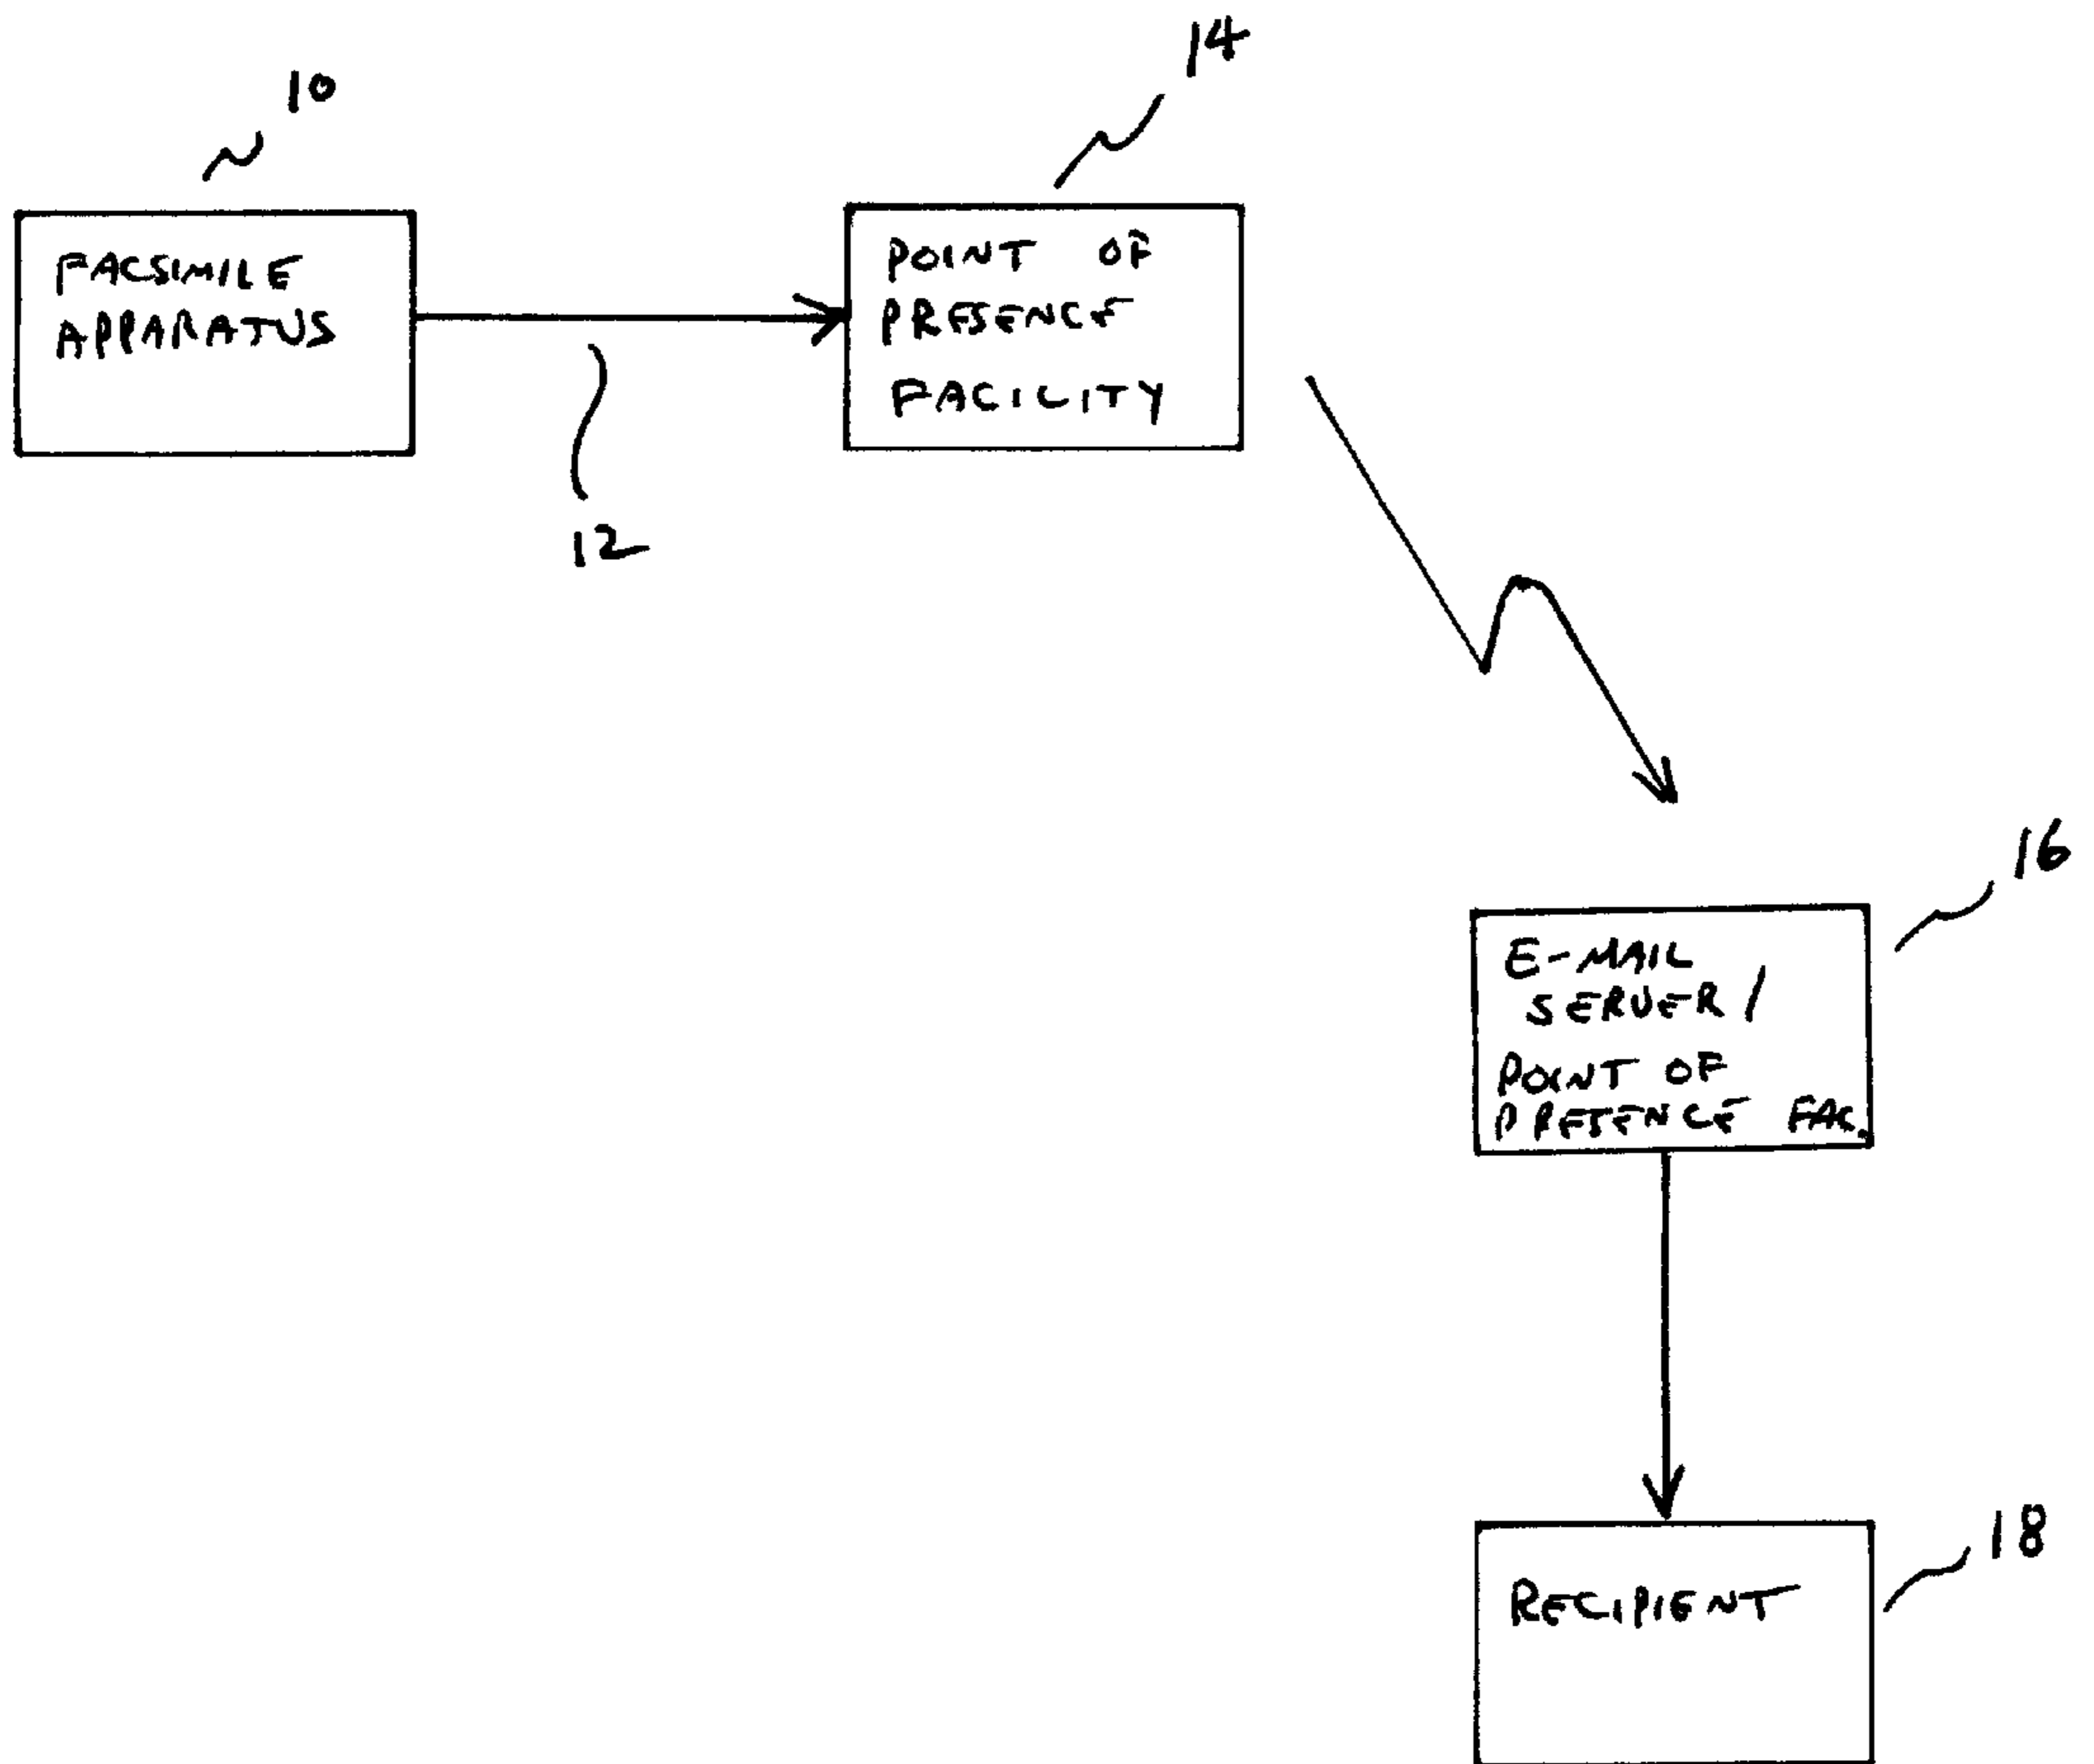 10
14
FACSIMILE
APPARATUS
POINT OF
PRESENCE
FACILITY
12
16
E-MAIL
SERVER/
POINT OF
PRESENCE FAC.
18
RECIPIENT